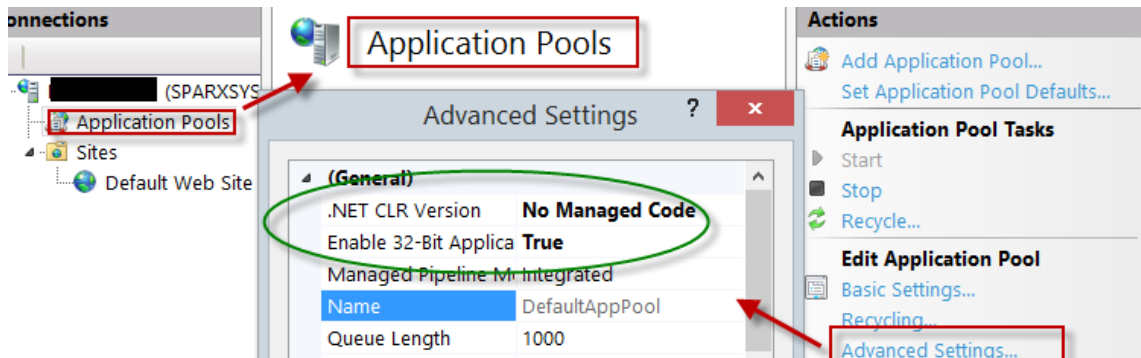 onnections
(SPARXSYS
Application Pools
Sites
Default Web Site
Application Pools
Advanced Settings ? x
(General)
.NET CLR Version No Managed Code
Enable 32-Bit Applica True
Managed Pipeline Mo Integrated
Name DefaultAppPool
Queue Length 1000
Actions
Add Application Pool...
Set Application Pool Defaults...
Application Pool Tasks
Start
Stop
Recycle...
Edit Application Pool
Basic Settings...
Recycling...
Advanced Settings...